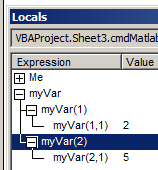 Locals
VBAProject.Sheet3.cmdMatlab
Expression Value
Me
myVar
myVar(1)
myVar(1,1) 2
myVar(2)
myVar(2,1) 5